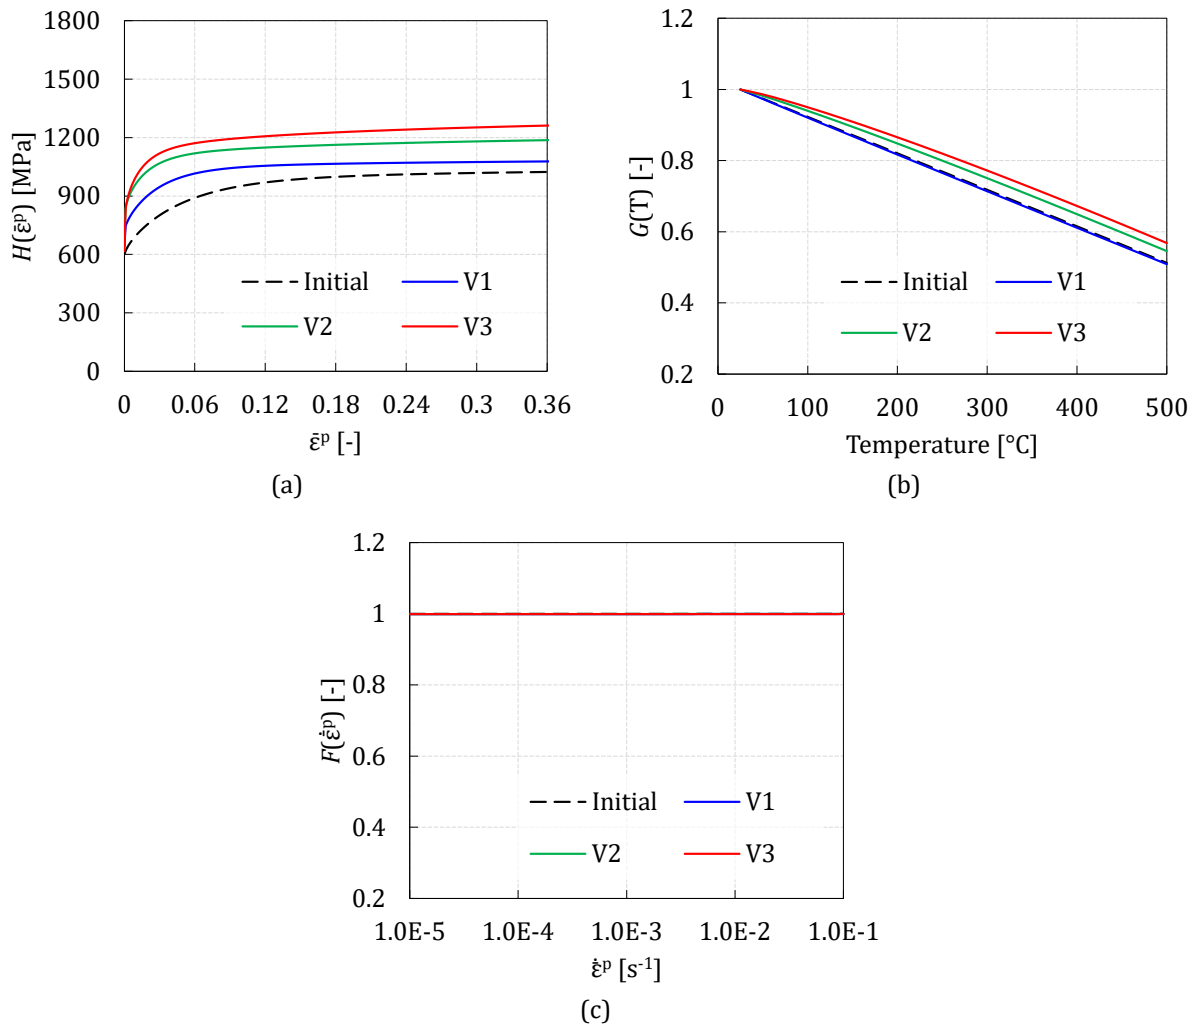 1800
1500
1200
900
600
300
0
H(ε̄ᵖ) [MPa]
Initial
V1
V2
V3
0 0.06 0.12 0.18 0.24 0.3 0.36
ε̄ᵖ [-]
(a)
1.2
1
0.8
0.6
0.4
0.2
G(T) [-]
Initial
V1
V2
V3
0 100 200 300 400 500
Temperature [°C]
(b)
1.2
1
0.8
0.6
0.4
0.2
F(ε̄̇ᵖ) [-]
Initial
V1
V2
V3
1.0E-5 1.0E-4 1.0E-3 1.0E-2 1.0E-1
ε̄̇ᵖ [s⁻¹]
(c)